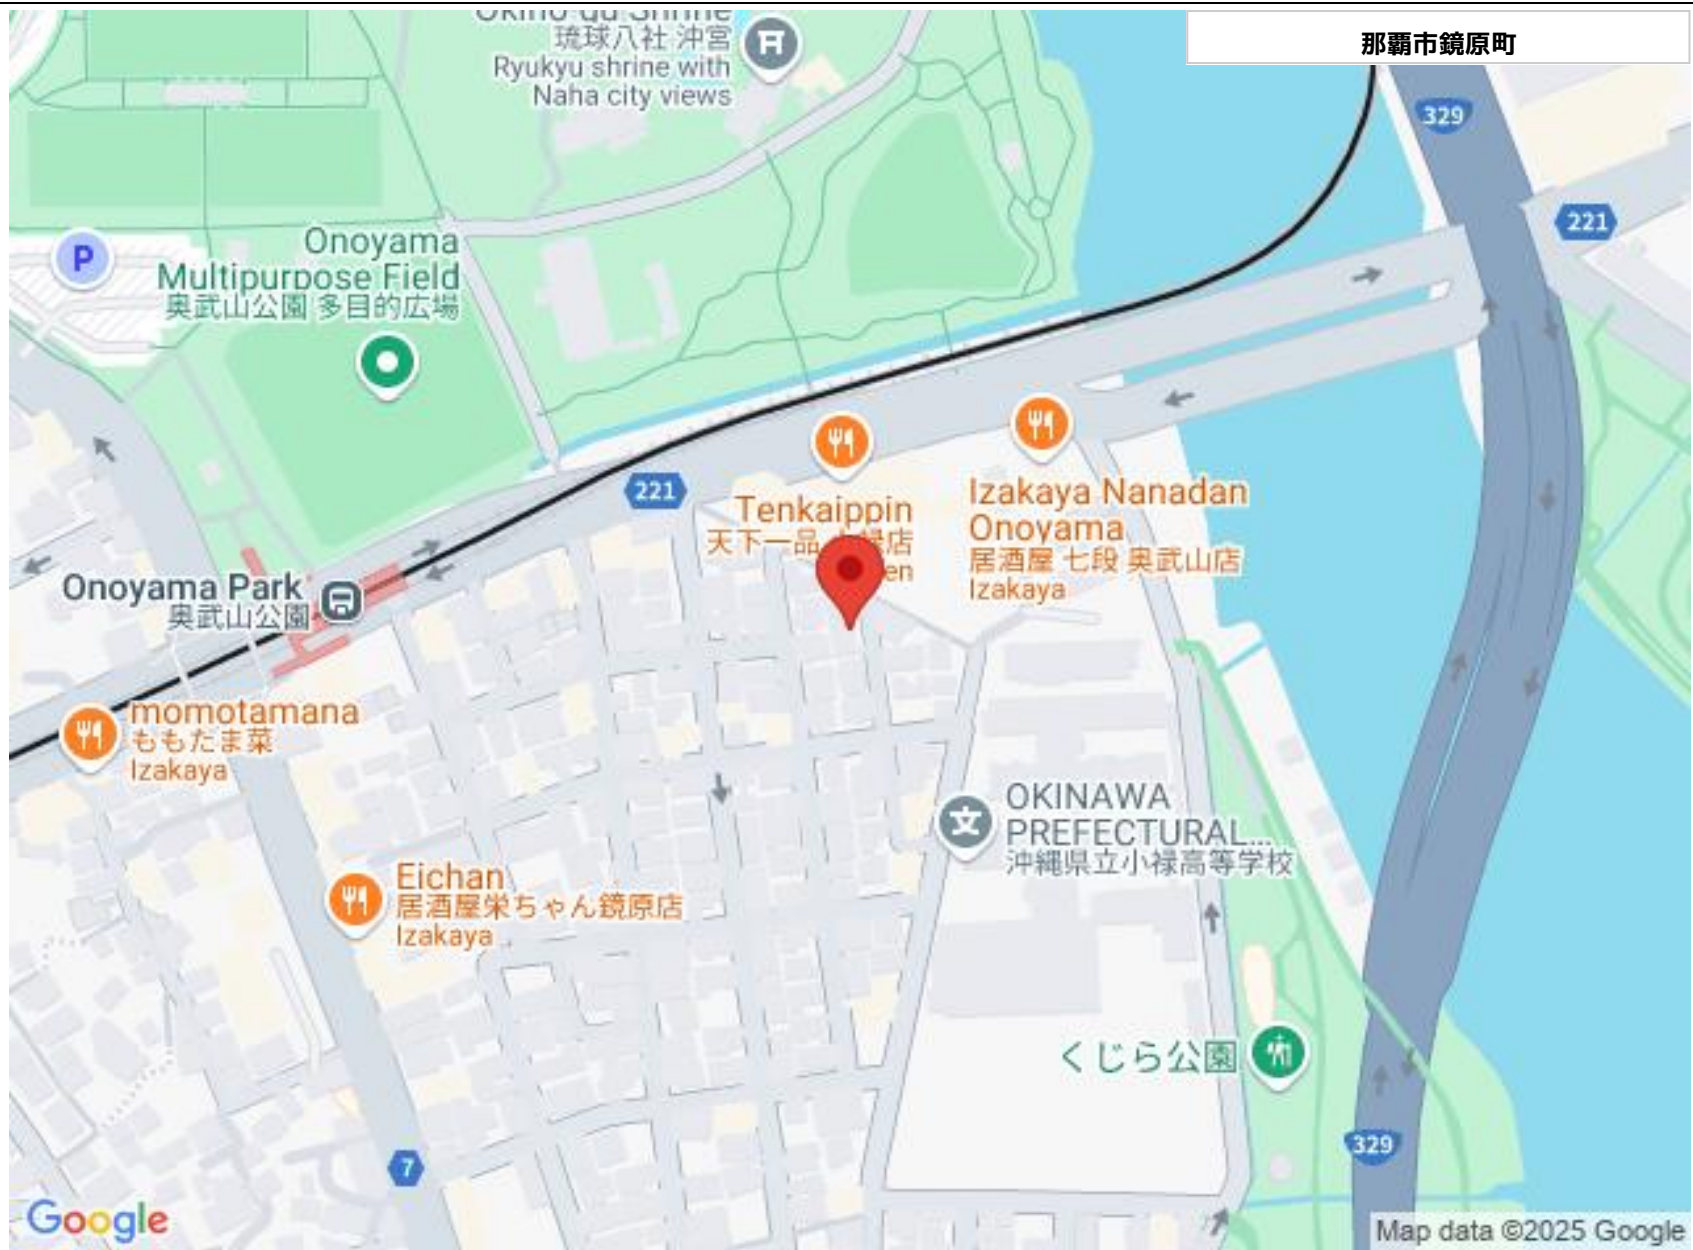 琉球八社 沖宮
Ryukyu shrine with
Naha city views
那覇市鏡原町
329
221
P
Onoyama
Multipurpose Field
奥武山公園 多目的広場
221
Tenkaippin
天下一品
Izakaya Nanadan
Onoyama
居酒屋 七段 奥武山店
Izakaya
Onoyama Park
奥武山公園
momotamana
ももたま菜
Izakaya
Eichan
居酒屋栄ちゃん鏡原店
Izakaya
文
OKINAWA
PREFECTURAL...
沖縄県立小禄高等学校
くじら公園
7
329
Google
Map data ©2025 Google